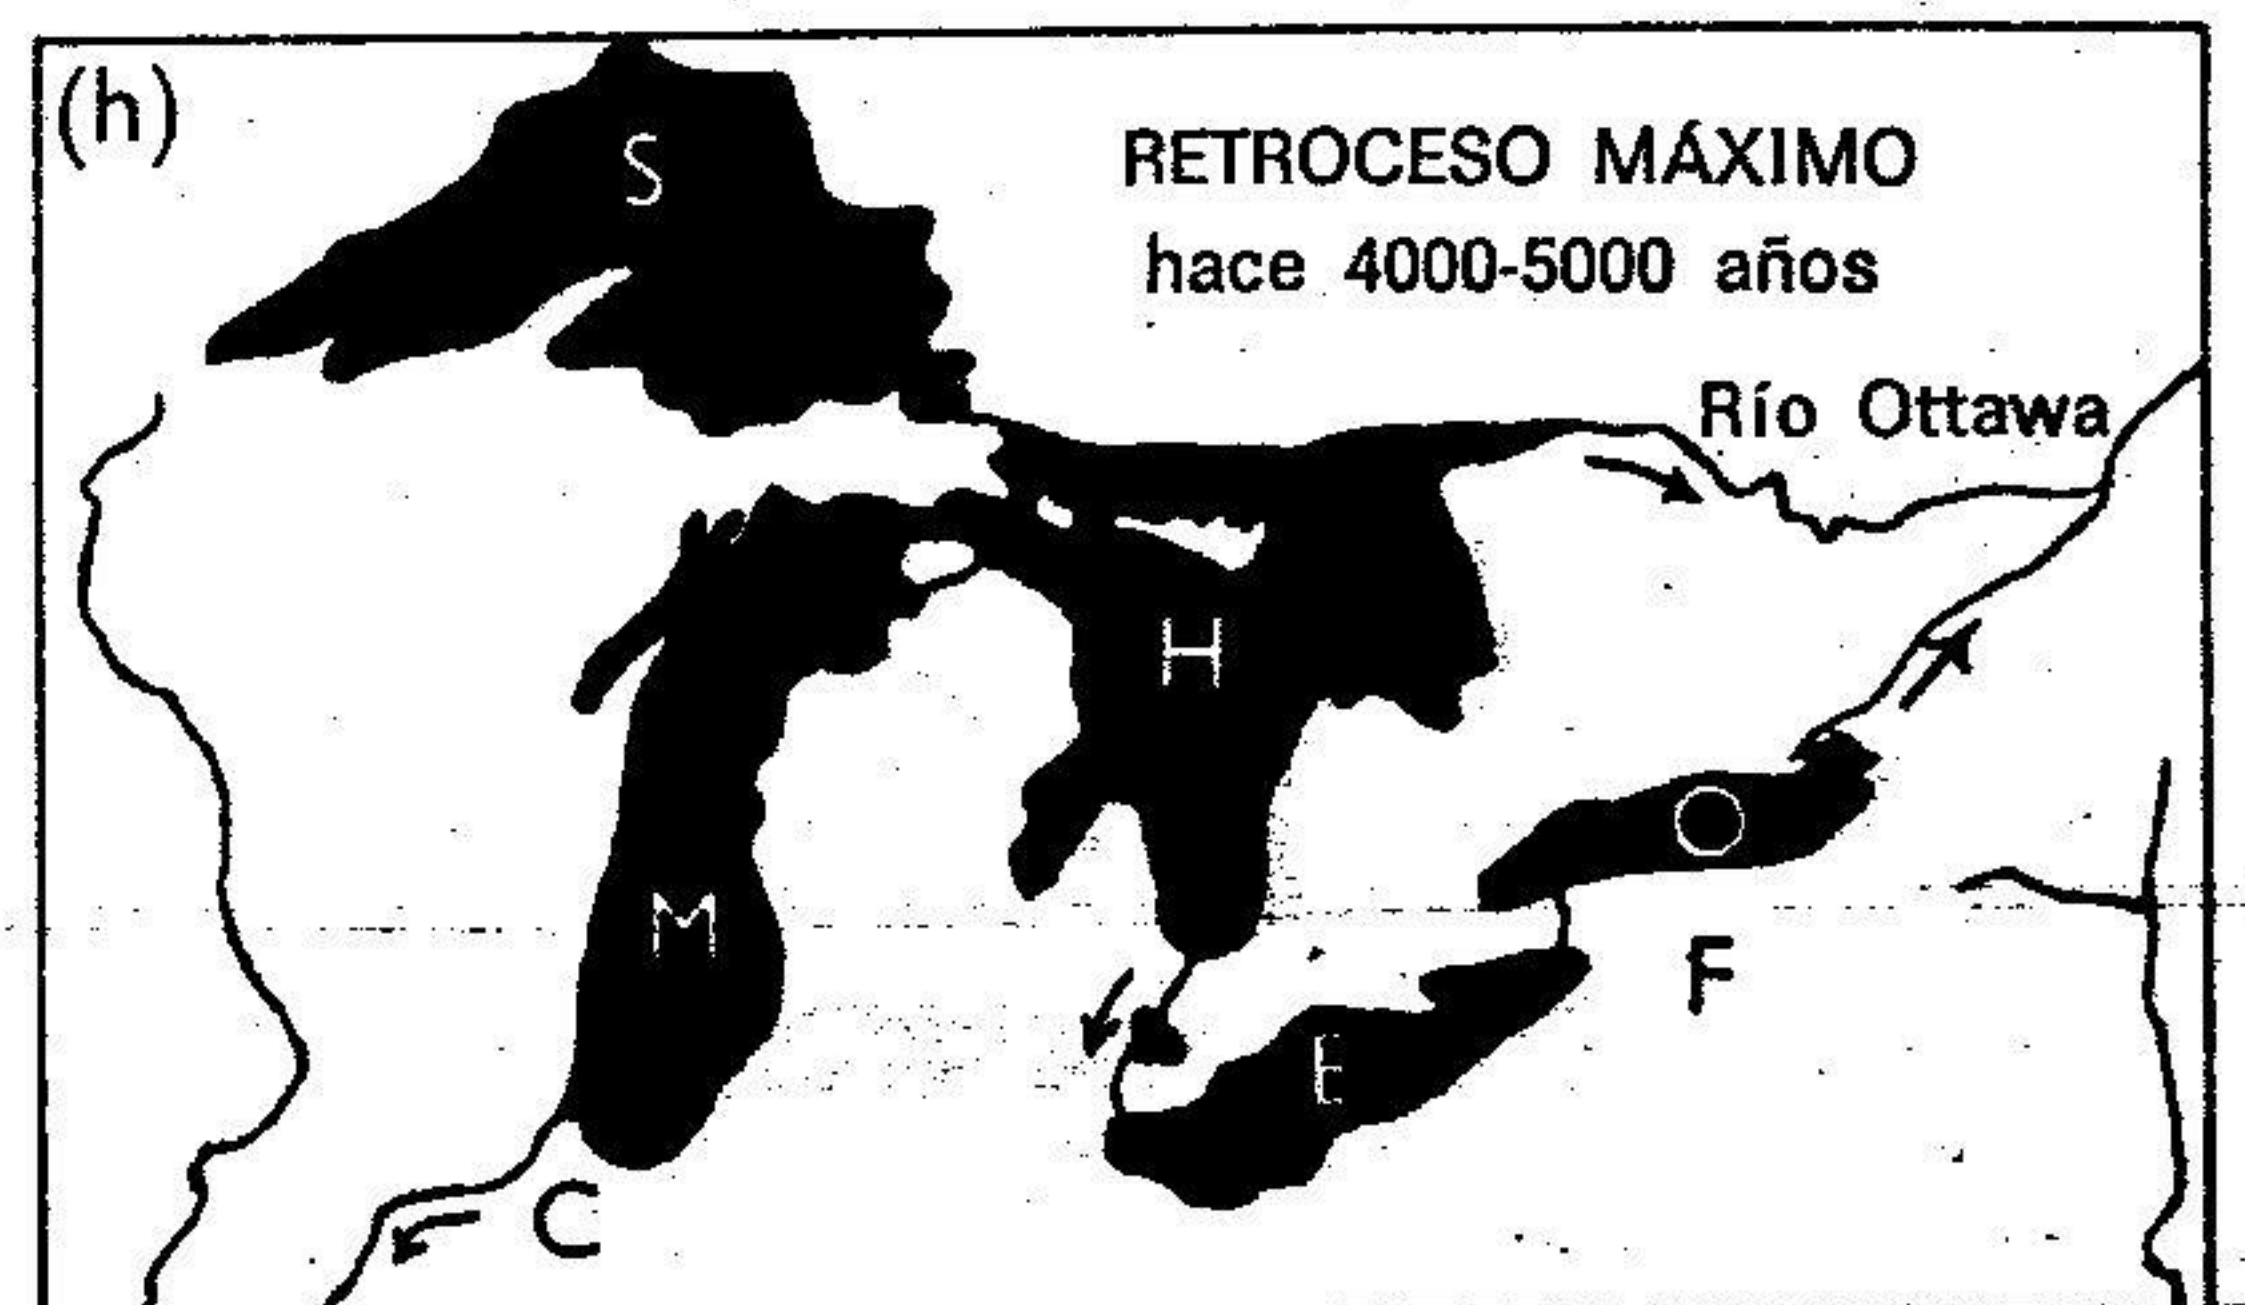 (h)
S
RETROCESO MÁXIMO
hace 4000-5000 años
Río Ottawa
H
O
M
F
E
C